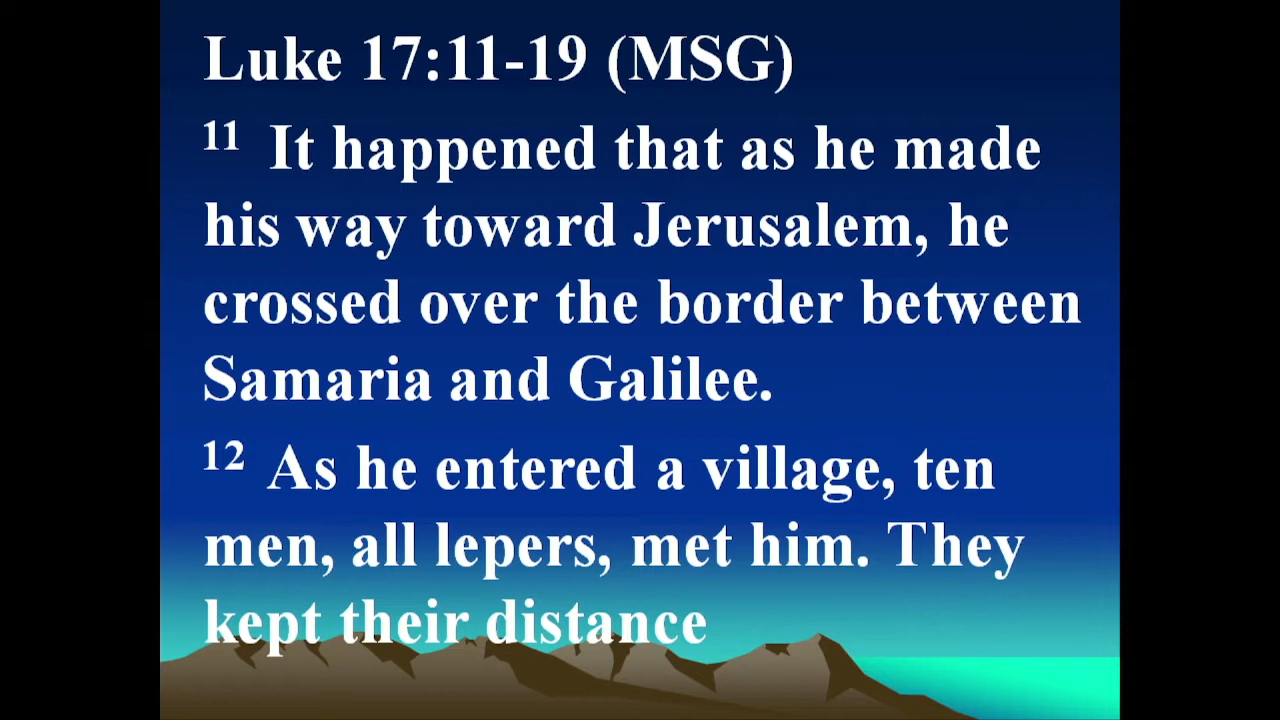 Luke 17:11-19 (MSG)
11 It happened that as he made
his way toward Jerusalem, he
crossed over the border between
Samaria and Galilee.
12 As he entered a village, ten
men, all lepers, met him. They
kept their distance